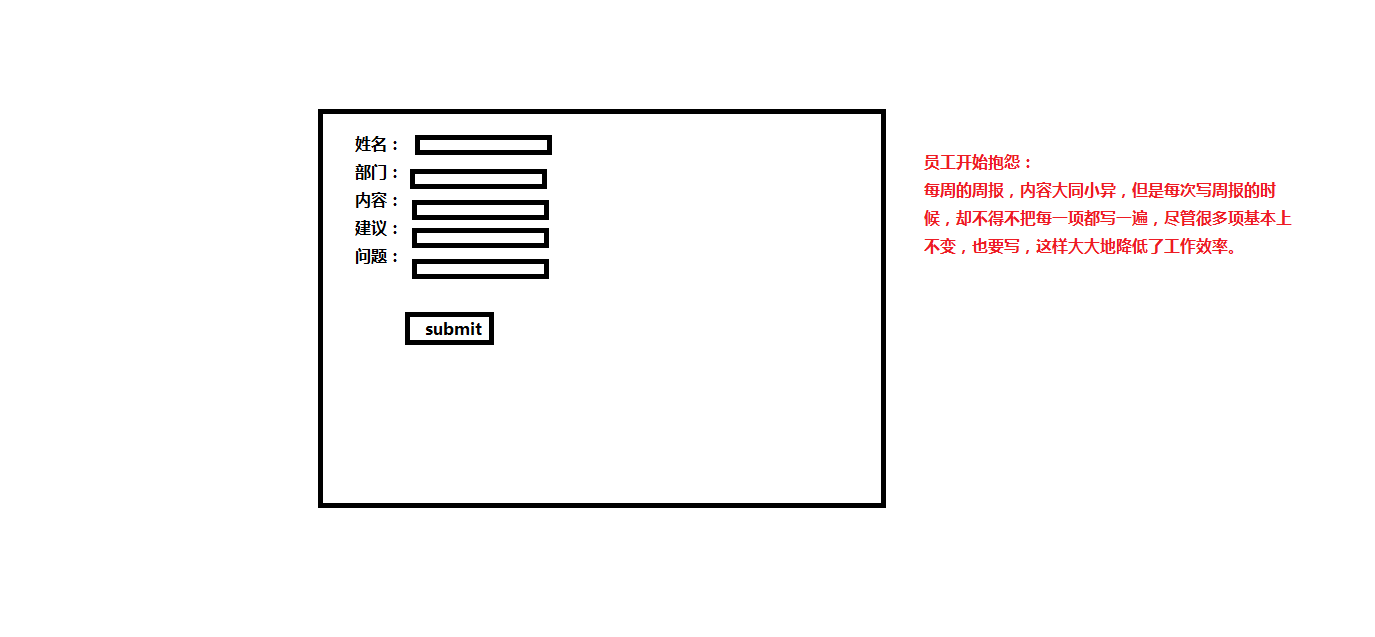 姓名：
部门：
内容：
建议：
问题：
submit
员工开始抱怨：
每周的周报，内容大同小异，但是每次写周报的时
候，却不得不把每一项都写一遍，尽管很多项基本上
不变，也要写，这样大大地降低了工作效率。